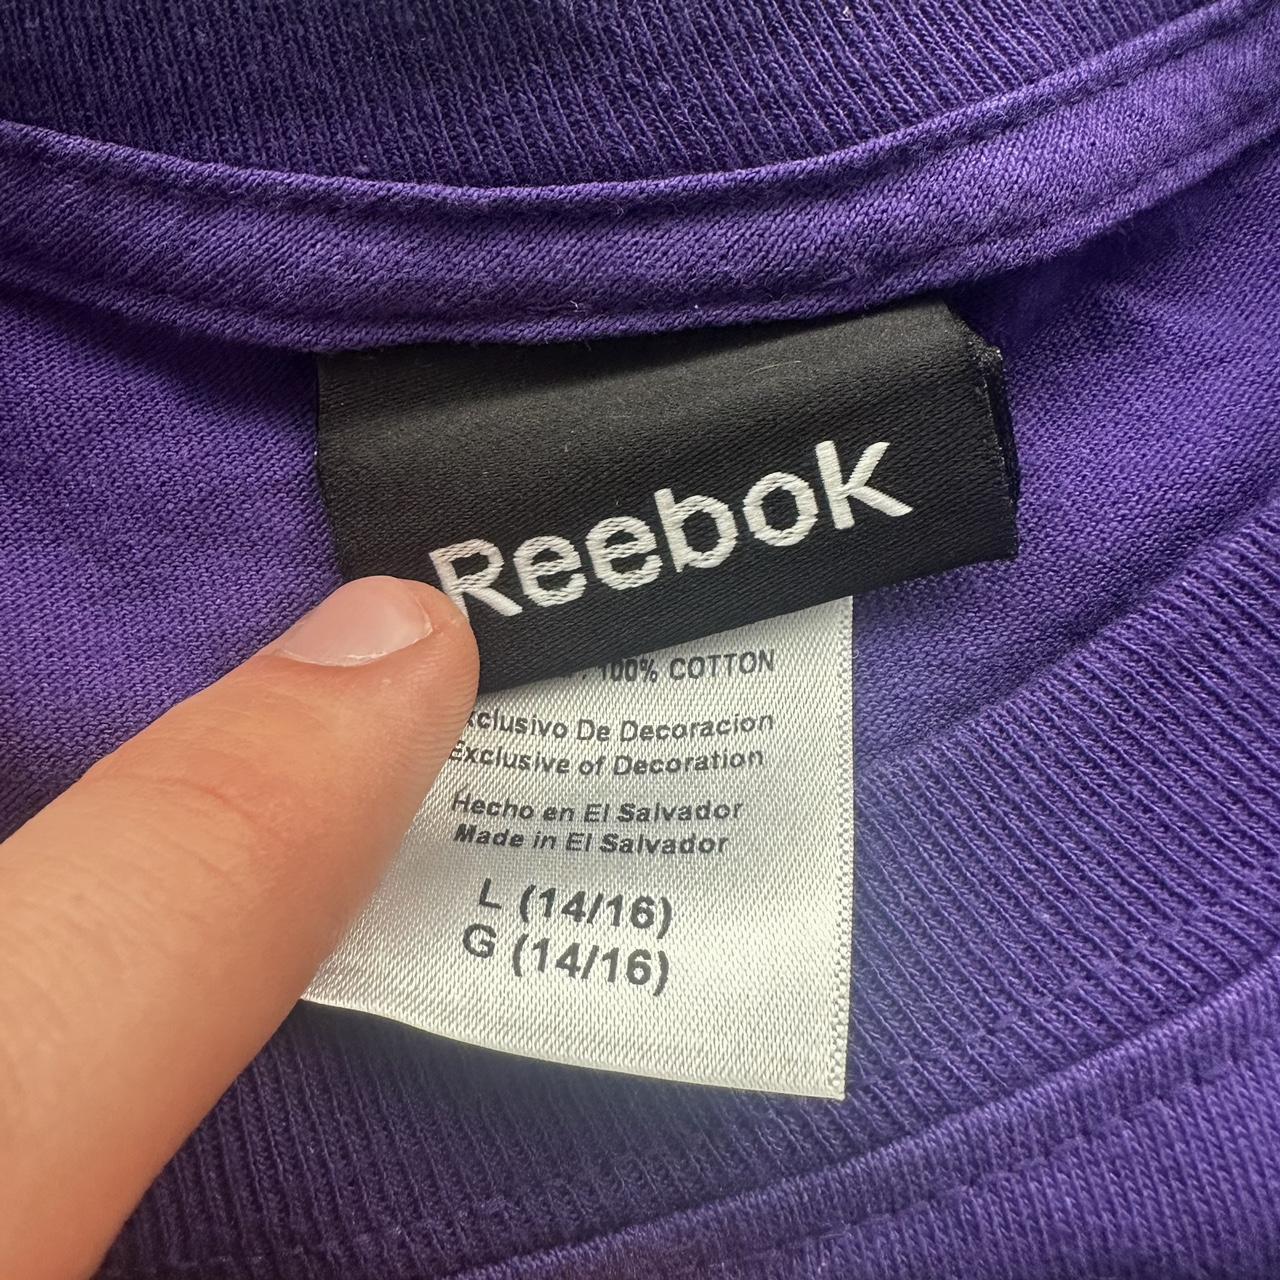 Reebok
100% COTTON
Exclusivo De Decoracion
Exclusive of Decoration
Hecho en El Salvador
Made in El Salvador
L (14/16)
G (14/16)